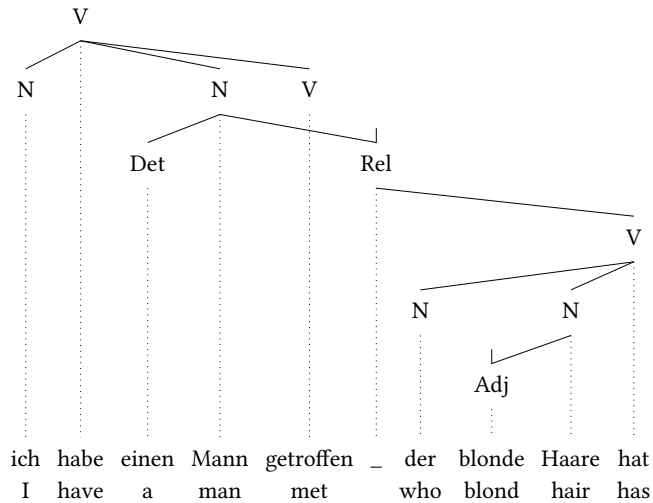 V
N N V
Det Rel
V
N N
Adj
ich habe einen Mann getroffen _ der blonde Haare hat
I have a man met who blond hair has